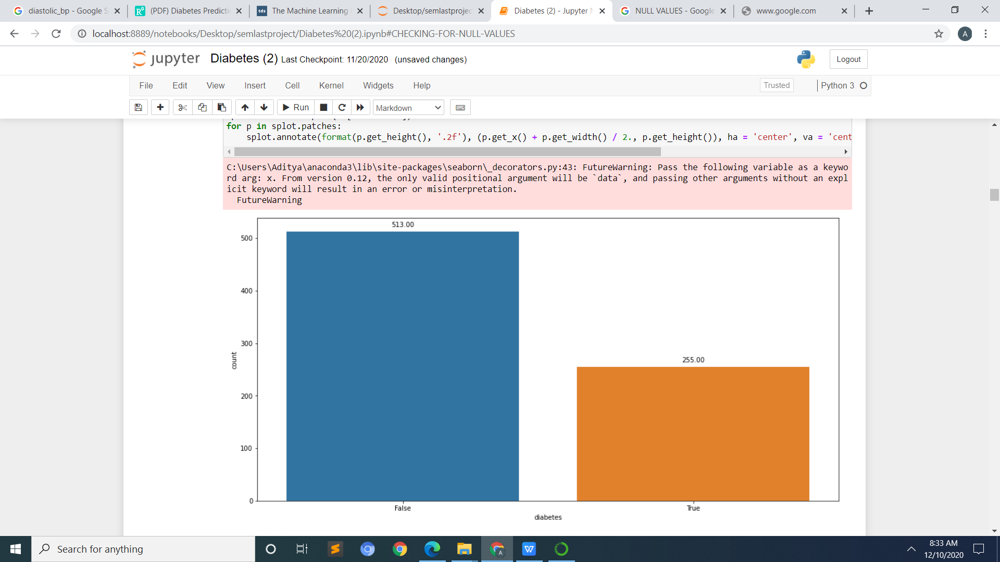 diastolic_bp - Google S
(PDF) Diabetes Predicti
The Machine Learning
Desktop/semlastprojec
Diabetes (2) - Jupyter N
NULL VALUES - Google
www.google.com
localhost:8889/notebooks/Desktop/semlastproject/Diabetes%20(2).ipynb#CHECKING-FOR-NULL-VALUES
A
jupyter Diabetes (2) Last Checkpoint: 11/20/2020 (unsaved changes)
Logout
File Edit View Insert Cell Kernel Widgets Help
Trusted
Python 3
Run
Markdown
for p in splot.patches:
splot.annotate(format(p.get_height(), '.2f'), (p.get_x() + p.get_width() / 2., p.get_height()), ha = 'center', va = 'cent
C:\Users\Aditya\anaconda3\lib\site-packages\seaborn\_decorators.py:43: FutureWarning: Pass the following variable as a keywo
rd arg: x. From version 0.12, the only valid positional argument will be `data`, and passing other arguments without an expl
icit keyword will result in an error or misinterpretation.
FutureWarning
513.00
500
400
300
255.00
count
200
100
0
False
True
diabetes
Search for anything
8:33 AM
12/10/2020